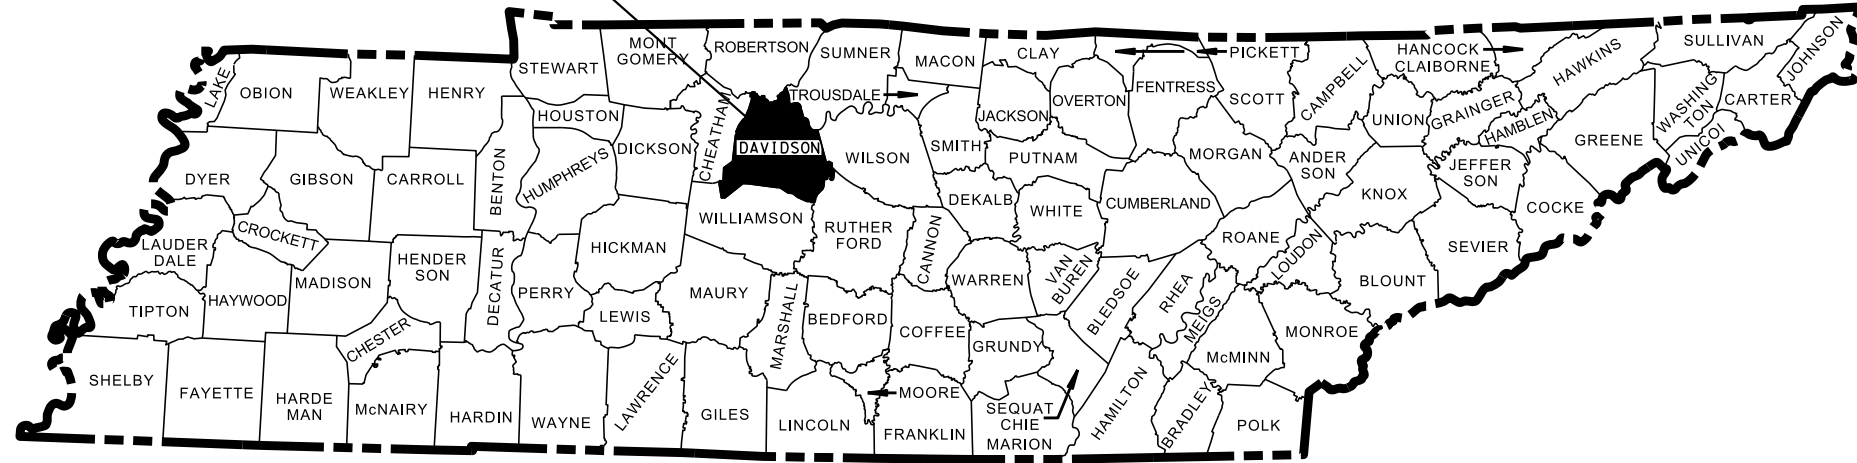 LAKE
OBION
WEAKLEY
HENRY
STEWART
MONT
GOMERY
ROBERTSON
SUMNER
MACON
CLAY
PICKETT
HANCOCK
CLAIBORNE
HAWKINS
SULLIVAN
JOHNSON
TROUSDALE
JACKSON
OVERTON
FENTRESS
SCOTT
CAMPBELL
UNION
GRAINGER
HAMBLEN
GREENE
WASHING
TON
UNICOI
CARTER
HOUSTON
DICKSON
CHEATHAM
DAVIDSON
WILSON
SMITH
PUTNAM
MORGAN
ANDER
SON
KNOX
JEFFER
SON
COCKE
DYER
GIBSON
CARROLL
BENTON
HUMPHREYS
WILLIAMSON
RUTHER
FORD
CANNON
DEKALB
WHITE
CUMBERLAND
ROANE
LOUDON
BLOUNT
SEVIER
LAUDER
DALE
CROCKETT
HAYWOOD
MADISON
HENDER
SON
DECATUR
PERRY
HICKMAN
LEWIS
MAURY
MARSHALL
BEDFORD
COFFEE
WARREN
VAN
BUREN
BLEDSOE
RHEA
MEIGS
McMINN
MONROE
TIPTON
SHELBY
FAYETTE
HARDE
MAN
CHESTER
McNAIRY
HARDIN
WAYNE
LAWRENCE
GILES
LINCOLN
MOORE
FRANKLIN
GRUNDY
SEQUAT
CHIE
MARION
HAMILTON
BRADLEY
POLK